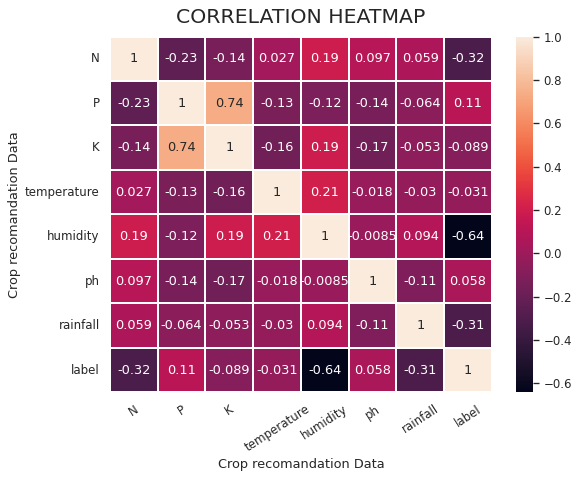 CORRELATION HEATMAP
N 1 -0.23 -0.14 0.027 0.19 0.097 0.059 -0.32
P -0.23 1 0.74 -0.13 -0.12 -0.14 -0.064 0.11
K -0.14 0.74 1 -0.16 0.19 -0.17 -0.053 -0.089
temperature 0.027 -0.13 -0.16 1 0.21 -0.018 -0.03 -0.031
humidity 0.19 -0.12 0.19 0.21 1 -0.0085 0.094 -0.64
ph 0.097 -0.14 -0.17 -0.018 -0.0085 1 -0.11 0.058
rainfall 0.059 -0.064 -0.053 -0.03 0.094 -0.11 1 -0.31
label -0.32 0.11 -0.089 -0.031 -0.64 0.058 -0.31 1
N P K temperature humidity ph rainfall label
Crop recomandation Data
Crop recomandation Data
1.0
0.8
0.6
0.4
0.2
0.0
−0.2
−0.4
−0.6